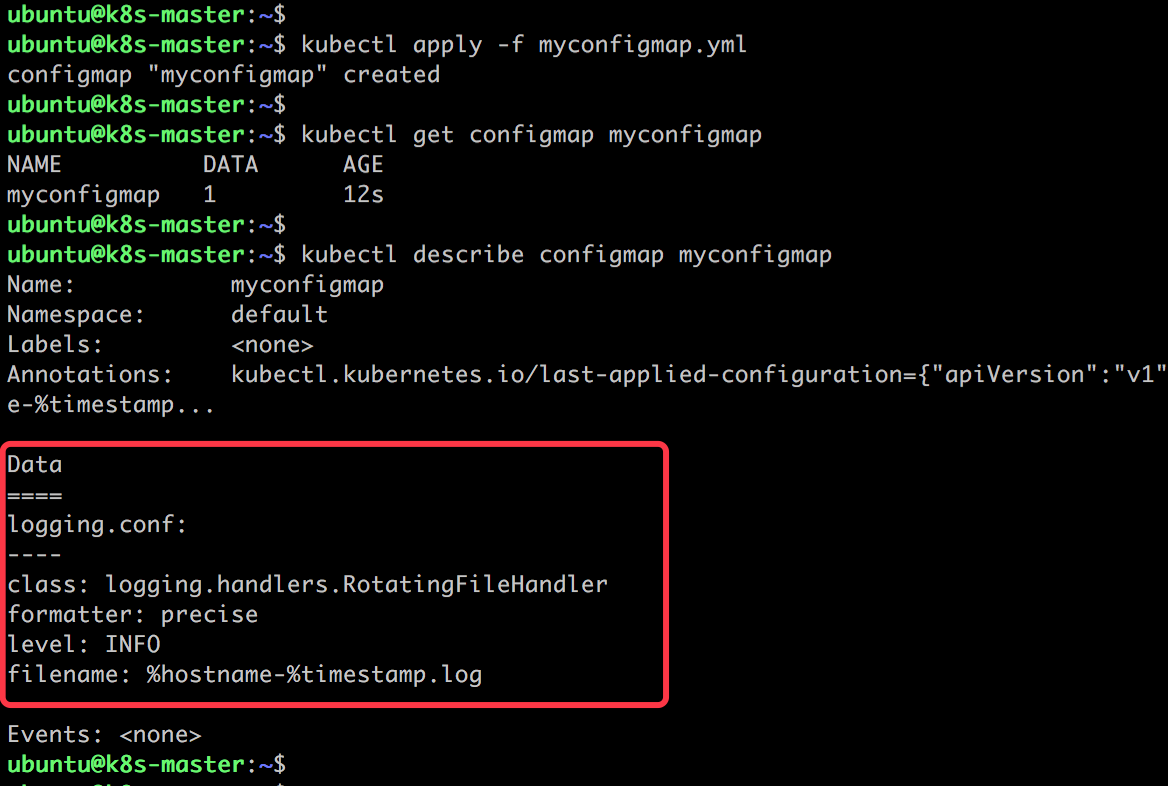 ubuntu@k8s-master:~$
ubuntu@k8s-master:~$ kubectl apply -f myconfigmap.yml
configmap "myconfigmap" created
ubuntu@k8s-master:~$
ubuntu@k8s-master:~$ kubectl get configmap myconfigmap
NAME          DATA      AGE
myconfigmap   1         12s
ubuntu@k8s-master:~$
ubuntu@k8s-master:~$ kubectl describe configmap myconfigmap
Name:           myconfigmap
Namespace:      default
Labels:         <none>
Annotations:    kubectl.kubernetes.io/last-applied-configuration={"apiVersion":"v1"
e-%timestamp...
Data
====
logging.conf:
----
class: logging.handlers.RotatingFileHandler
formatter: precise
level: INFO
filename: %hostname-%timestamp.log
Events: <none>
ubuntu@k8s-master:~$